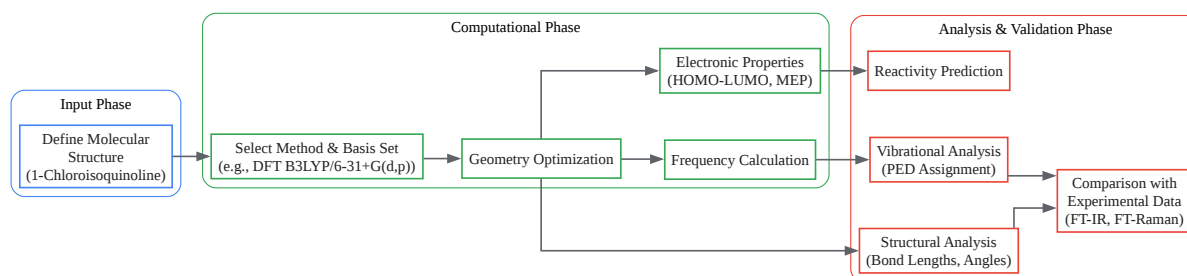 Input Phase
Define Molecular
Structure
(1-Chloroisoquinoline)
Computational Phase
Select Method & Basis Set
(e.g., DFT B3LYP/6-31+G(d,p))
Geometry Optimization
Electronic Properties
(HOMO-LUMO, MEP)
Frequency Calculation
Analysis & Validation Phase
Reactivity Prediction
Vibrational Analysis
(PED Assignment)
Structural Analysis
(Bond Lengths, Angles)
Comparison with
Experimental Data
(FT-IR, FT-Raman)